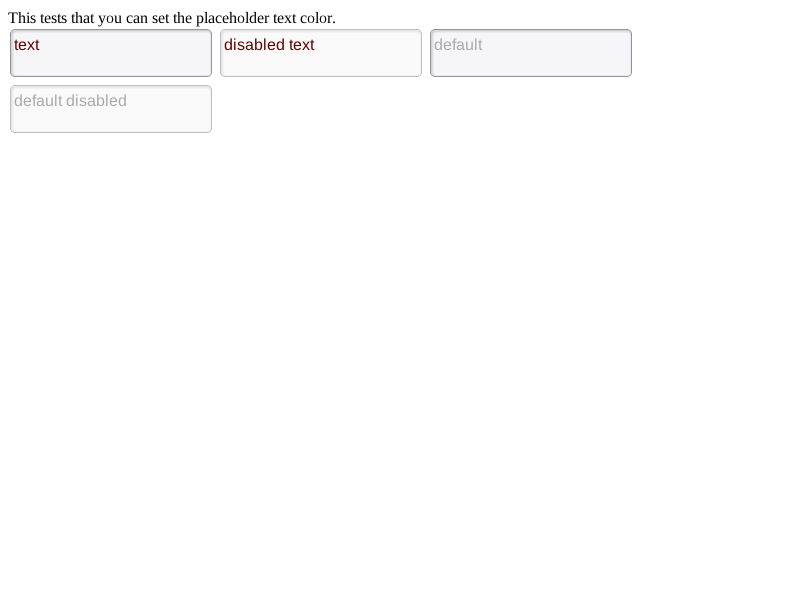 This tests that you can set the placeholder text color.
text disabled text default
default disabled